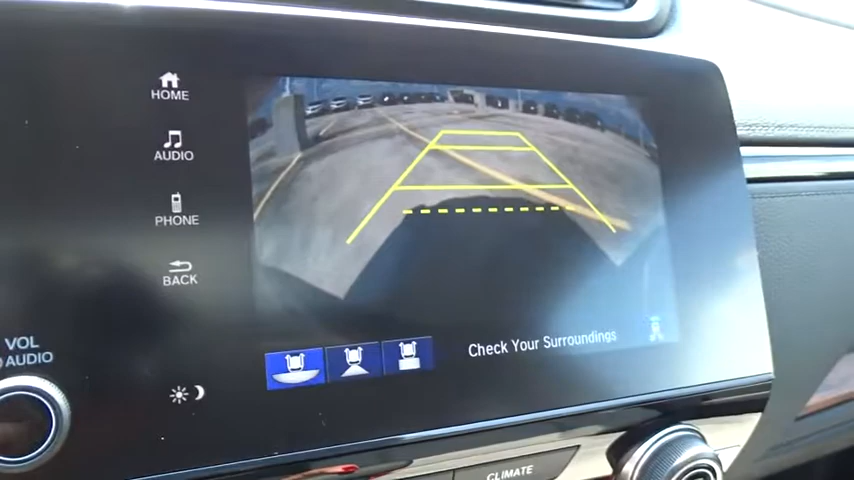 HOME
AUDIO
PHONE
BACK
VOL
AUDIO
Check Your Surroundings
CLIMATE